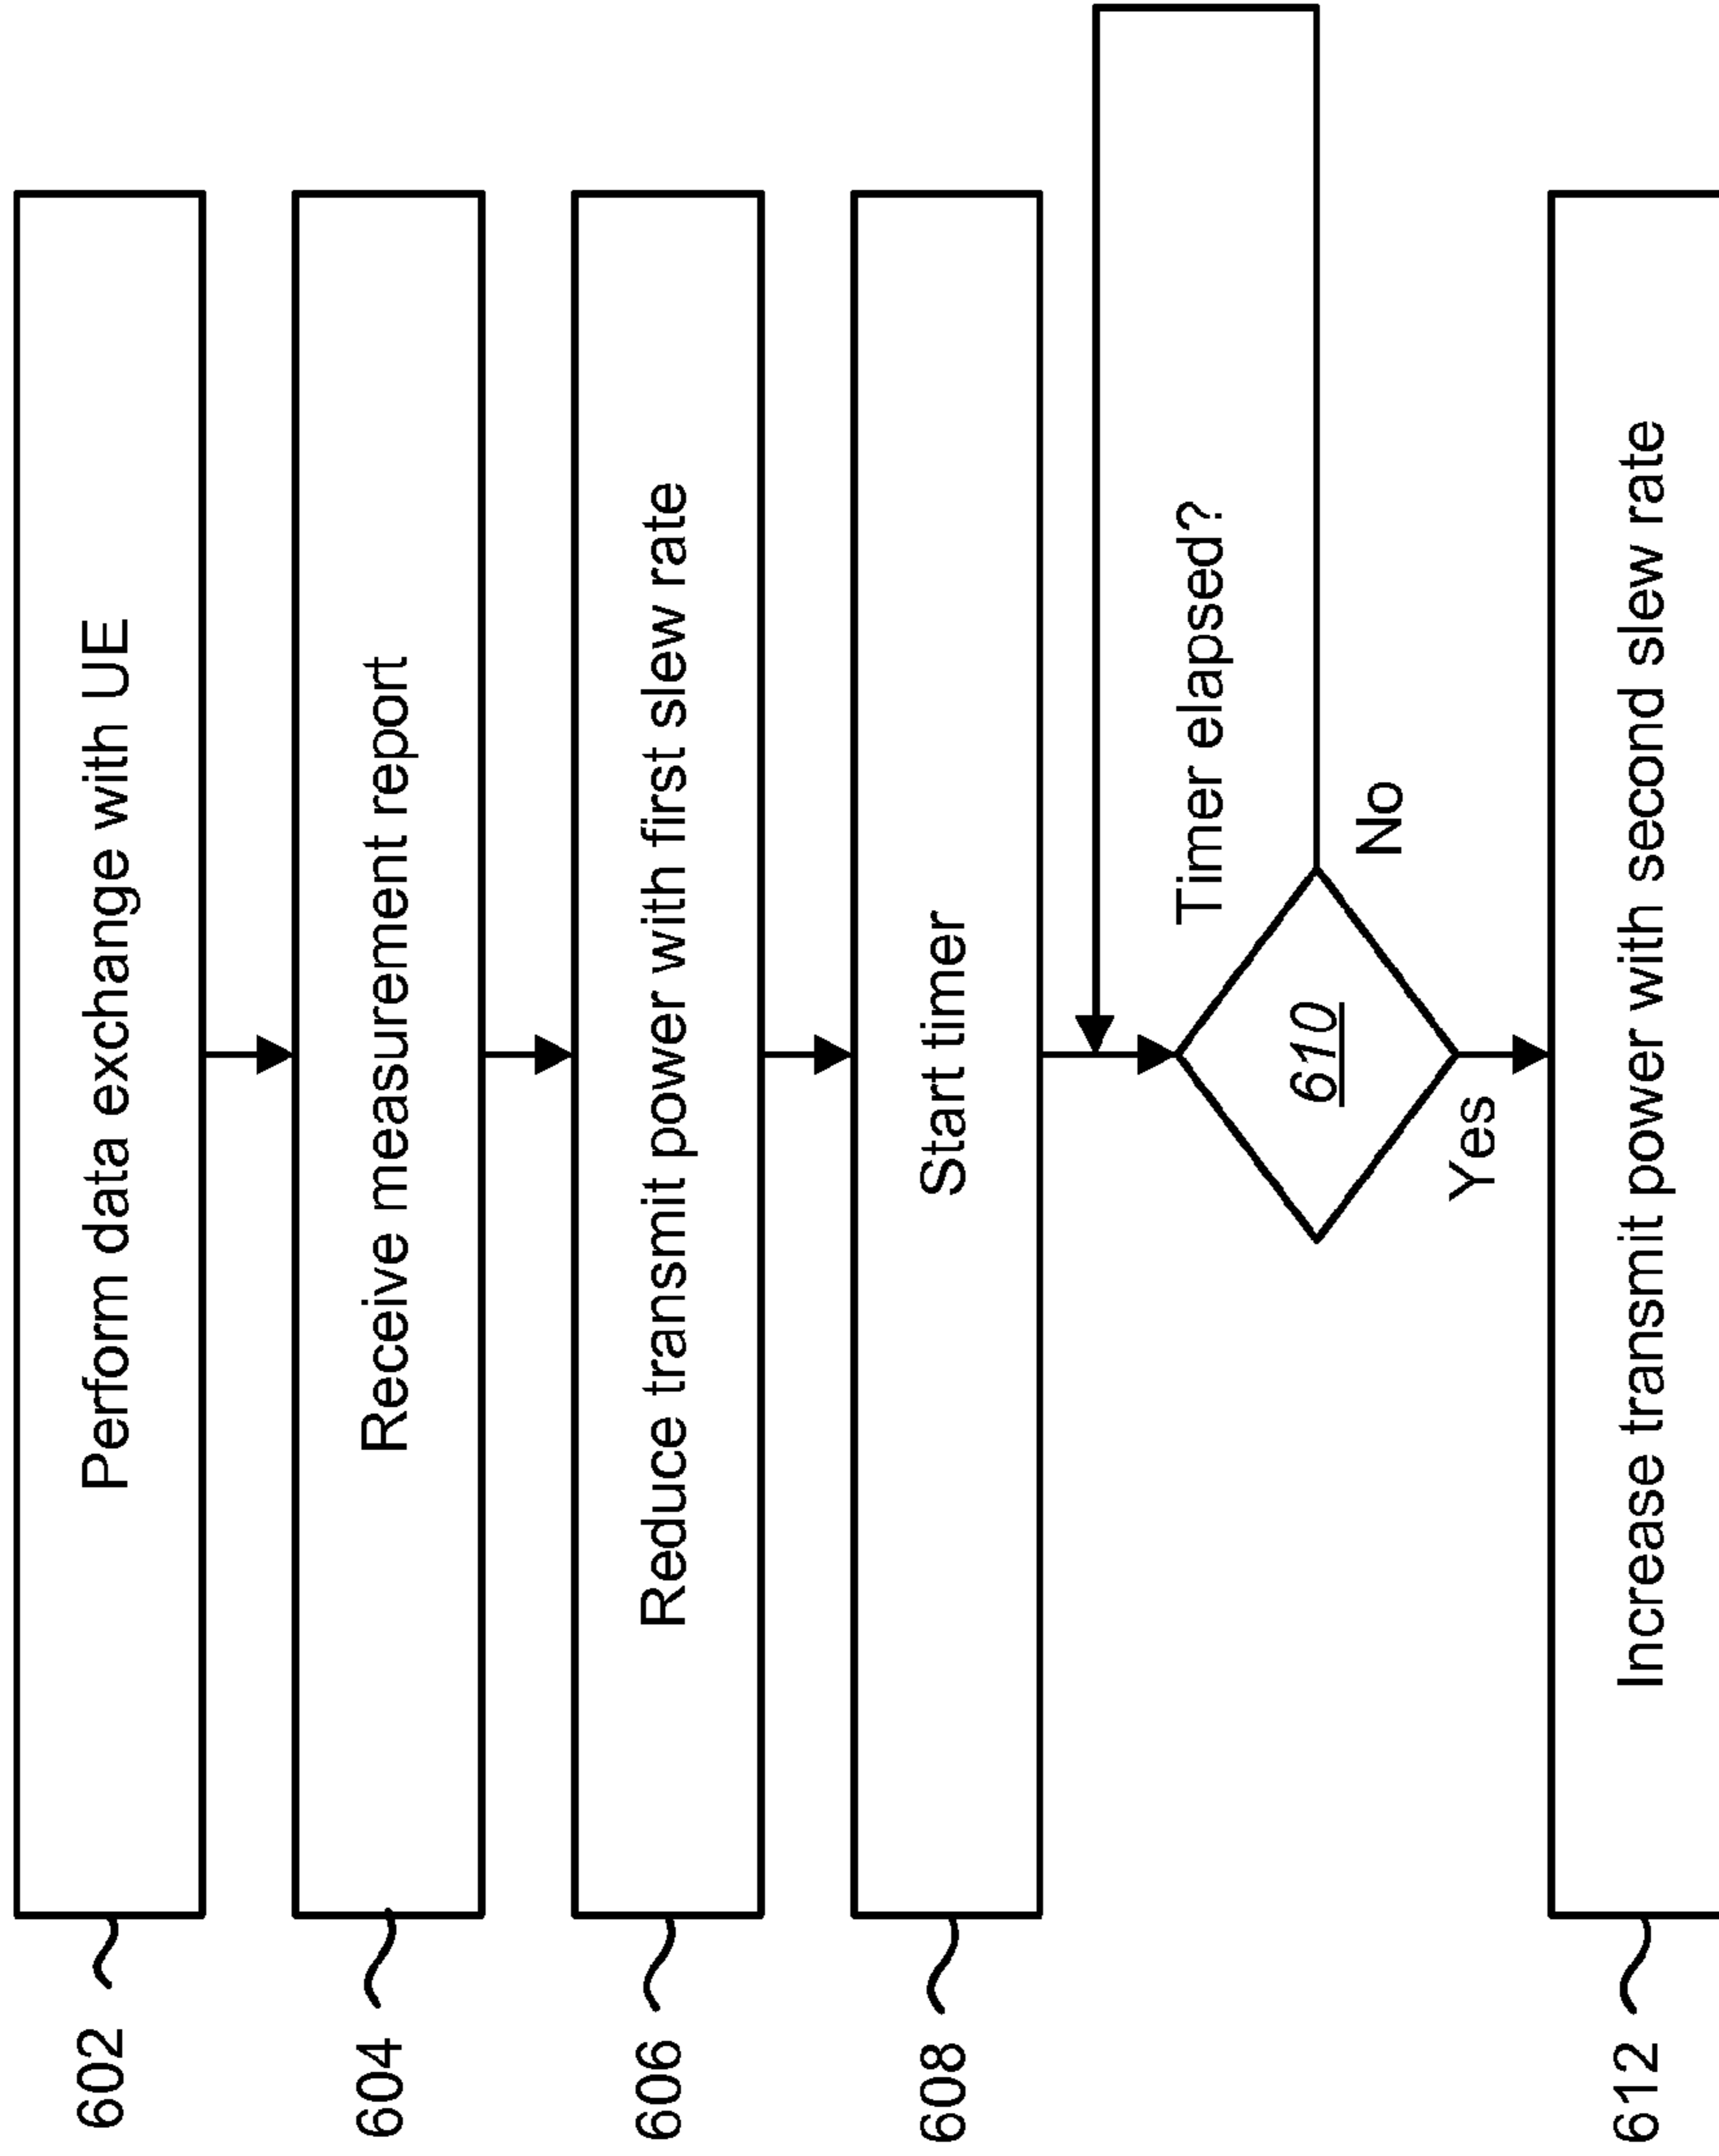 602
Perform data exchange with UE
604
Receive measurement report
606
Reduce transmit power with first slew rate
608
Start timer
Timer elapsed?
610
No
Yes
612
Increase transmit power with second slew rate